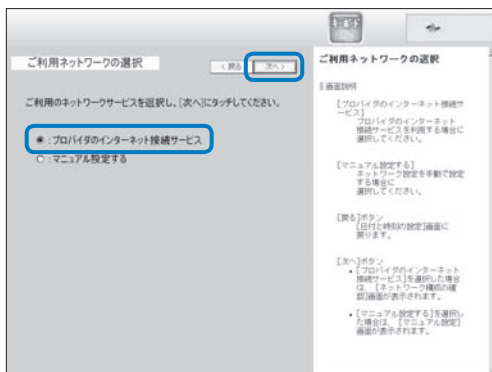 ご利用ネットワークの選択
<戻る
次へ>
ご利用のネットワークサービスを選択し、[次へ]にタッチしてください。
:プロバイダのインターネット接続サービス
:マニュアル設定する
ご利用ネットワークの選択
画面説明
[プロバイダのインターネット接続サ
ービス]
プロバイダのインターネット
接続サービスを利用する場合に
選択してください。
[マニュアル設定する]
ネットワーク設定を手動で設定
する場合に
選択してください。
[戻る]ボタン
[日付と時刻の設定]画面に
戻ります。
[次へ]ボタン
•[プロバイダのインターネット
接続サービス]を選択した場合
は、[ネットワーク構成の確
認]画面が表示されます。
•[マニュアル設定する]を選択し
た場合は、[マニュアル設定]
画面が表示されます。